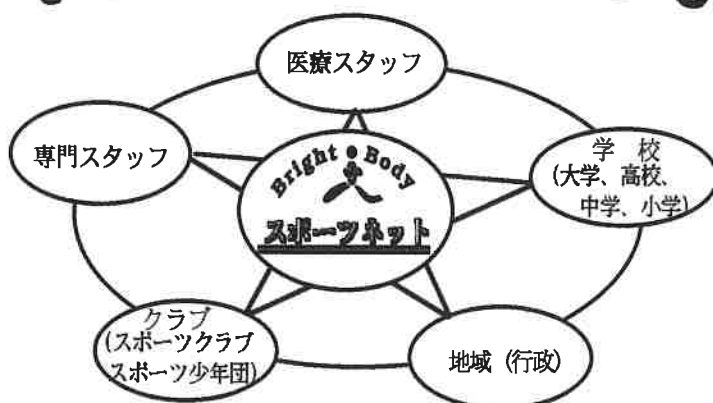 医療スタッフ
専門スタッフ
Bright Body
スポーツネット
学 校
(大学、高校、
中学、小学)
クラブ
(スポーツクラブ
スポーツ少年団)
地域(行政)